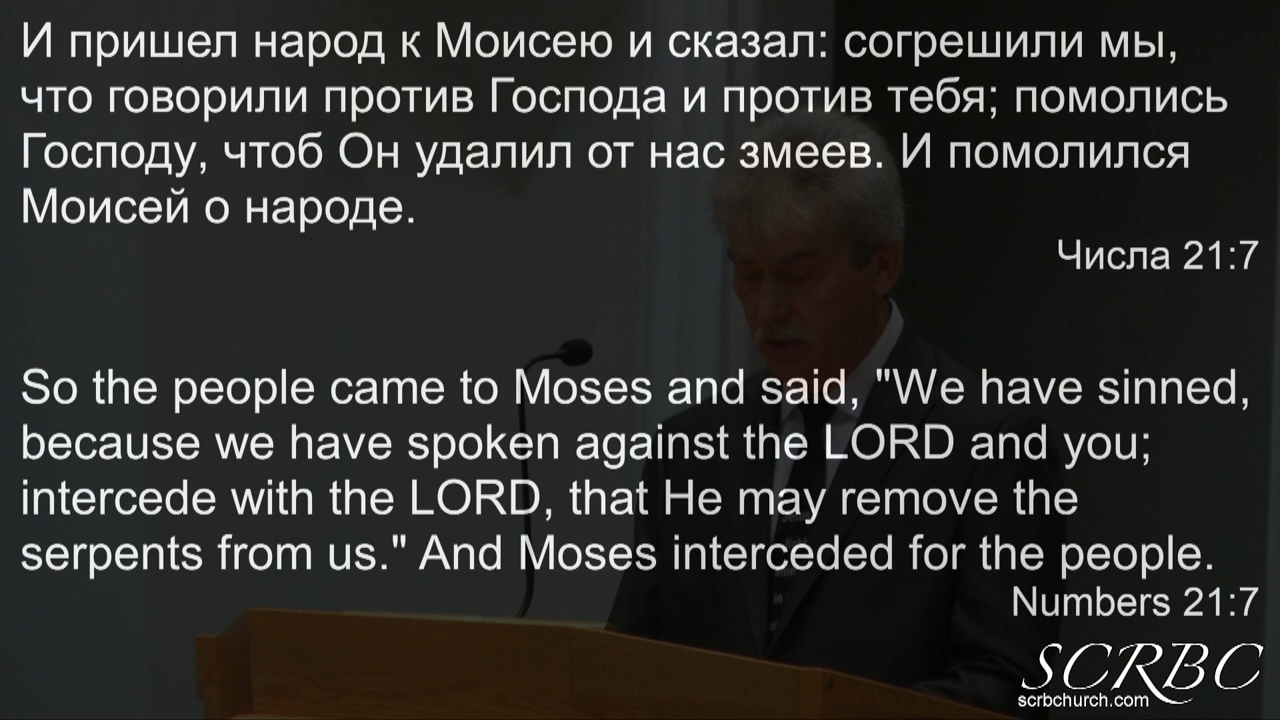 И пришел народ к Моисею и сказал: согрешили мы,
что говорили против Господа и против тебя; помолись
Господу, чтоб Он удалил от нас змеев. И помолился
Моисей о народе.
Числа 21:7
So the people came to Moses and said, "We have sinned,
because we have spoken against the LORD and you;
intercede with the LORD, that He may remove the
serpents from us." And Moses interceded for the people.
Numbers 21:7
SCRBC
scrbchurch.com